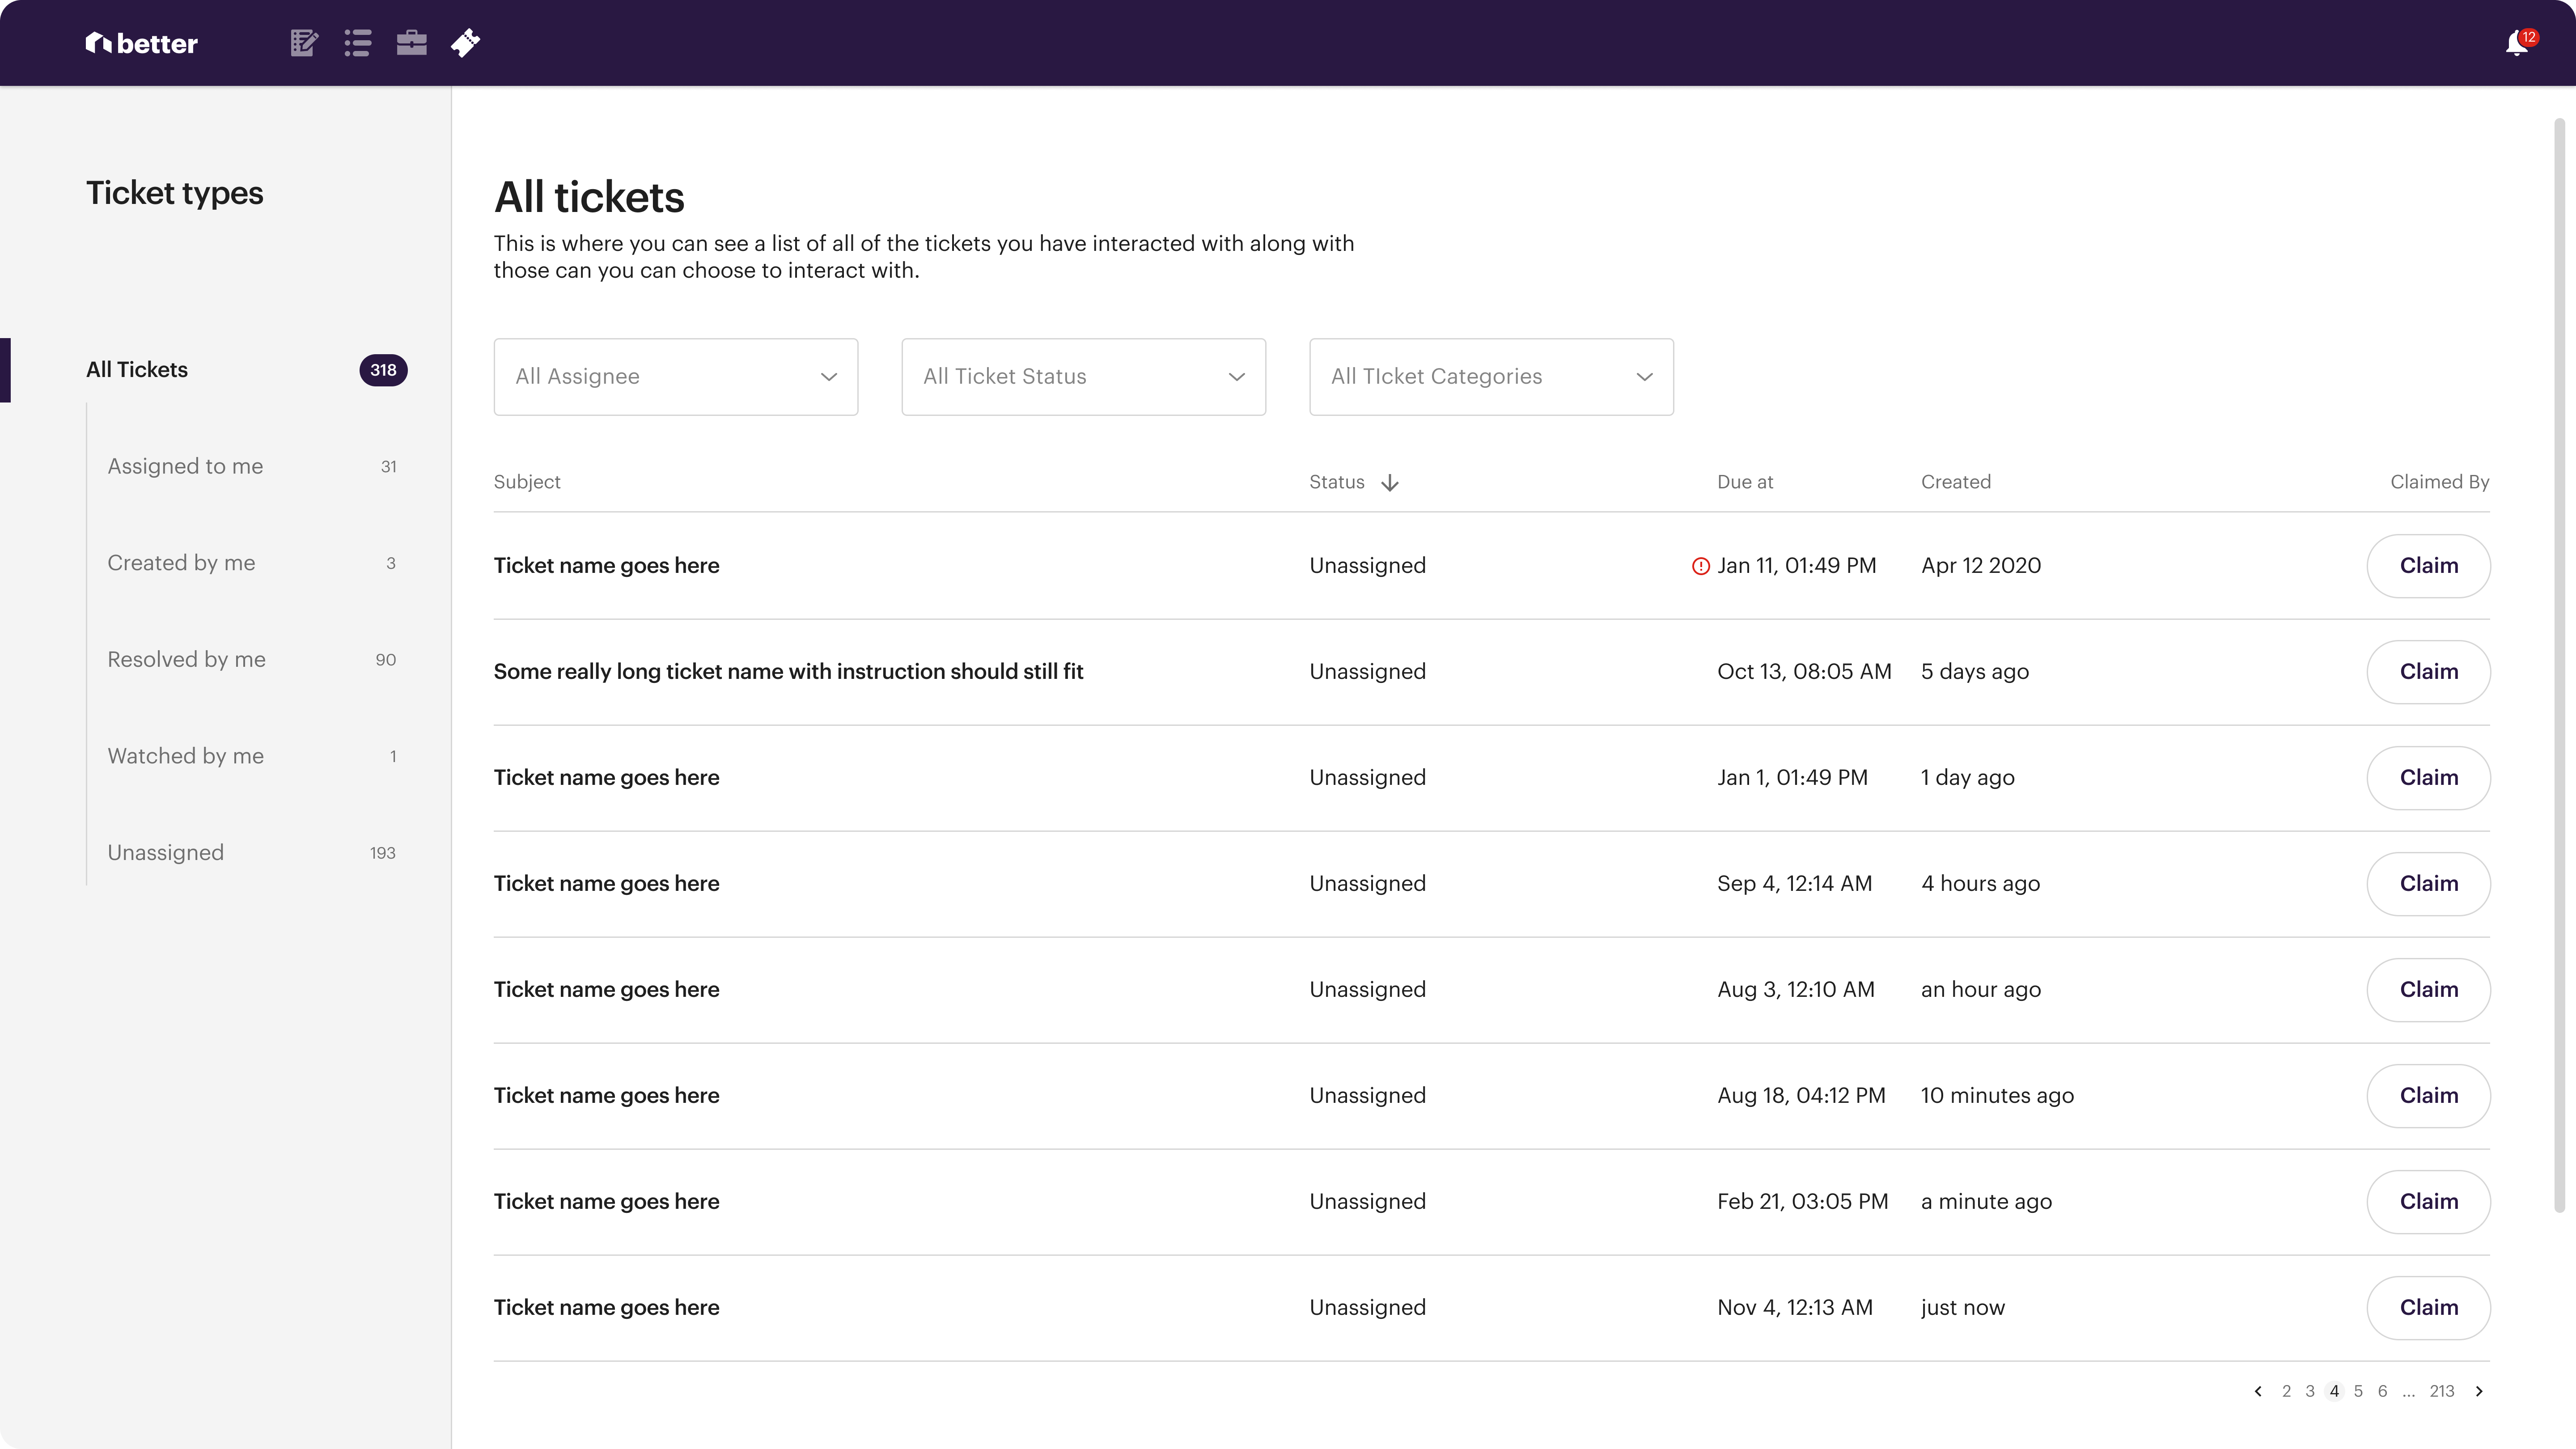 better
12
Ticket types
All Tickets 318
Assigned to me 31
Created by me 3
Resolved by me 90
Watched by me 1
Unassigned 193
All tickets
This is where you can see a list of all of the tickets you have interacted with along with
those can you can choose to interact with.
All Assignee
All Ticket Status
All TIcket Categories
Subject Status Due at Created Claimed By
Ticket name goes here Unassigned Jan 11, 01:49 PM Apr 12 2020 Claim
Some really long ticket name with instruction should still fit Unassigned Oct 13, 08:05 AM 5 days ago Claim
Ticket name goes here Unassigned Jan 1, 01:49 PM 1 day ago Claim
Ticket name goes here Unassigned Sep 4, 12:14 AM 4 hours ago Claim
Ticket name goes here Unassigned Aug 3, 12:10 AM an hour ago Claim
Ticket name goes here Unassigned Aug 18, 04:12 PM 10 minutes ago Claim
Ticket name goes here Unassigned Feb 21, 03:05 PM a minute ago Claim
Ticket name goes here Unassigned Nov 4, 12:13 AM just now Claim
2 3 4 5 6 ... 213